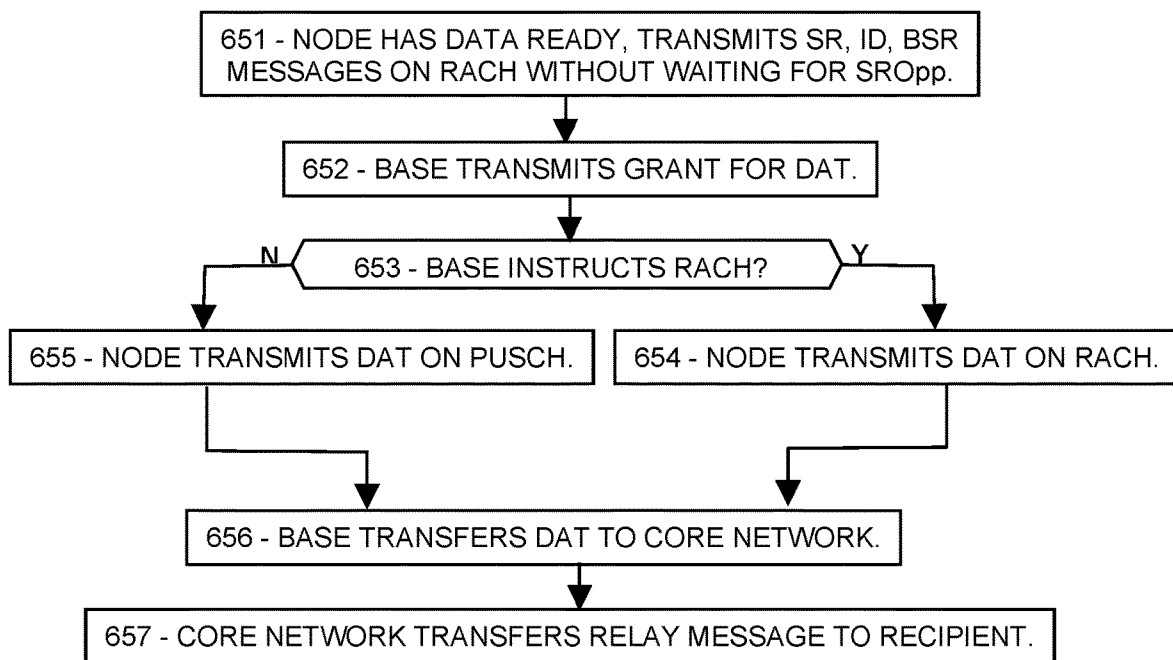 651 - NODE HAS DATA READY, TRANSMITS SR, ID, BSR
MESSAGES ON RACH WITHOUT WAITING FOR SROpp.
652 - BASE TRANSMITS GRANT FOR DAT.
N
653 - BASE INSTRUCTS RACH?
Y
655 - NODE TRANSMITS DAT ON PUSCH.
654 - NODE TRANSMITS DAT ON RACH.
656 - BASE TRANSFERS DAT TO CORE NETWORK.
657 - CORE NETWORK TRANSFERS RELAY MESSAGE TO RECIPIENT.